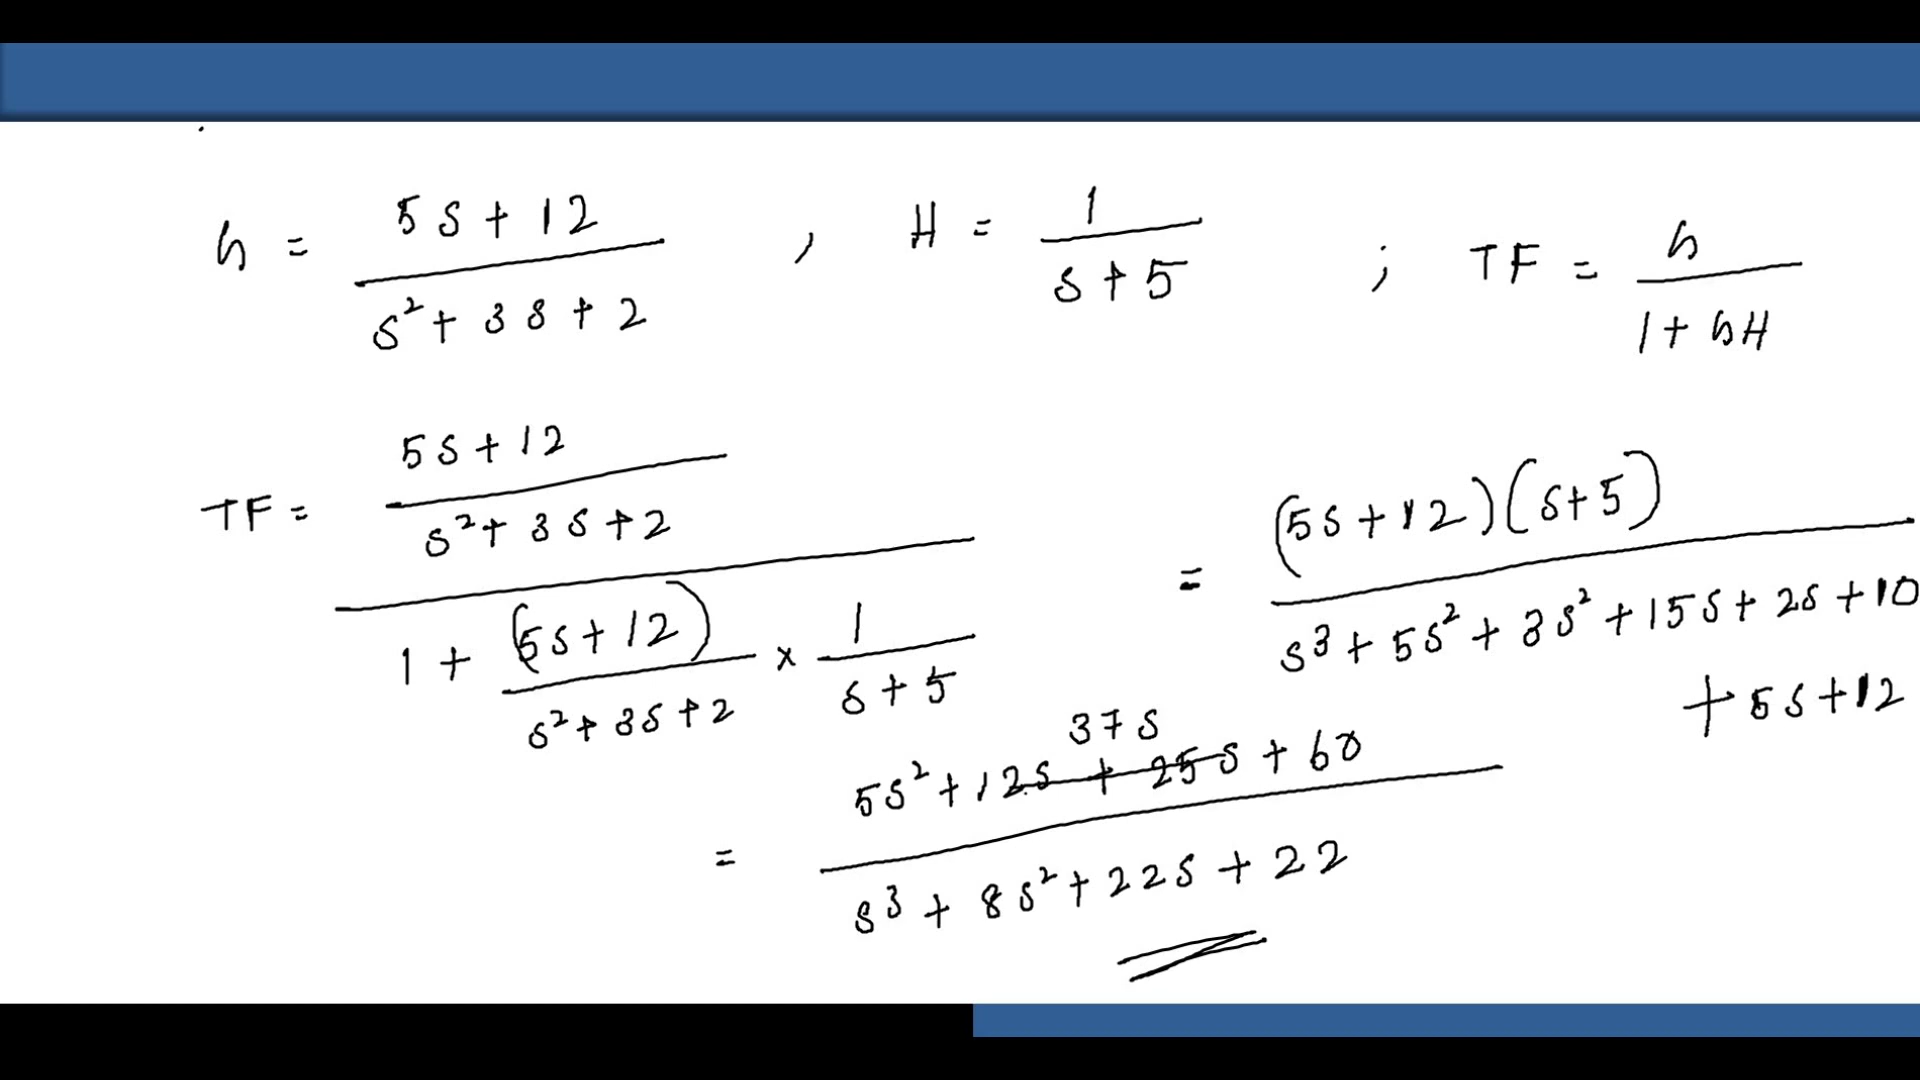 G = (5s + 12) / (s² + 3s + 2) , H = 1 / (s + 5) ; TF = G / (1 + GH)
TF = ((5s + 12) / (s² + 3s + 2)) / (1 + (5s + 12) / (s² + 3s + 2) × 1 / (s + 5))
= (5s + 12)(s + 5) / (s³ + 5s² + 3s² + 15s + 2s + 10 + 5s + 12)
37s
= (5s² + 12s + 25s + 60) / (s³ + 8s² + 22s + 22)